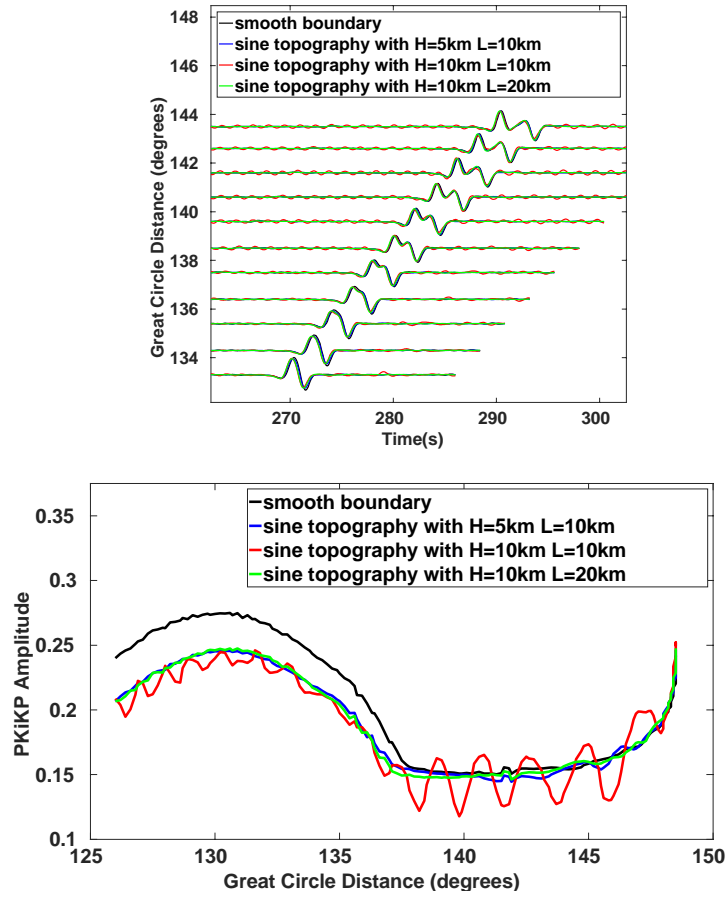 148
146
144
142
140
138
136
134
Great Circle Distance (degrees)
smooth boundary
sine topography with H=5km L=10km
sine topography with H=10km L=10km
sine topography with H=10km L=20km
270
280
290
300
Time(s)
0.35
0.3
0.25
0.2
0.15
0.1
PKiKP Amplitude
smooth boundary
sine topography with H=5km L=10km
sine topography with H=10km L=10km
sine topography with H=10km L=20km
125
130
135
140
145
150
Great Circle Distance (degrees)